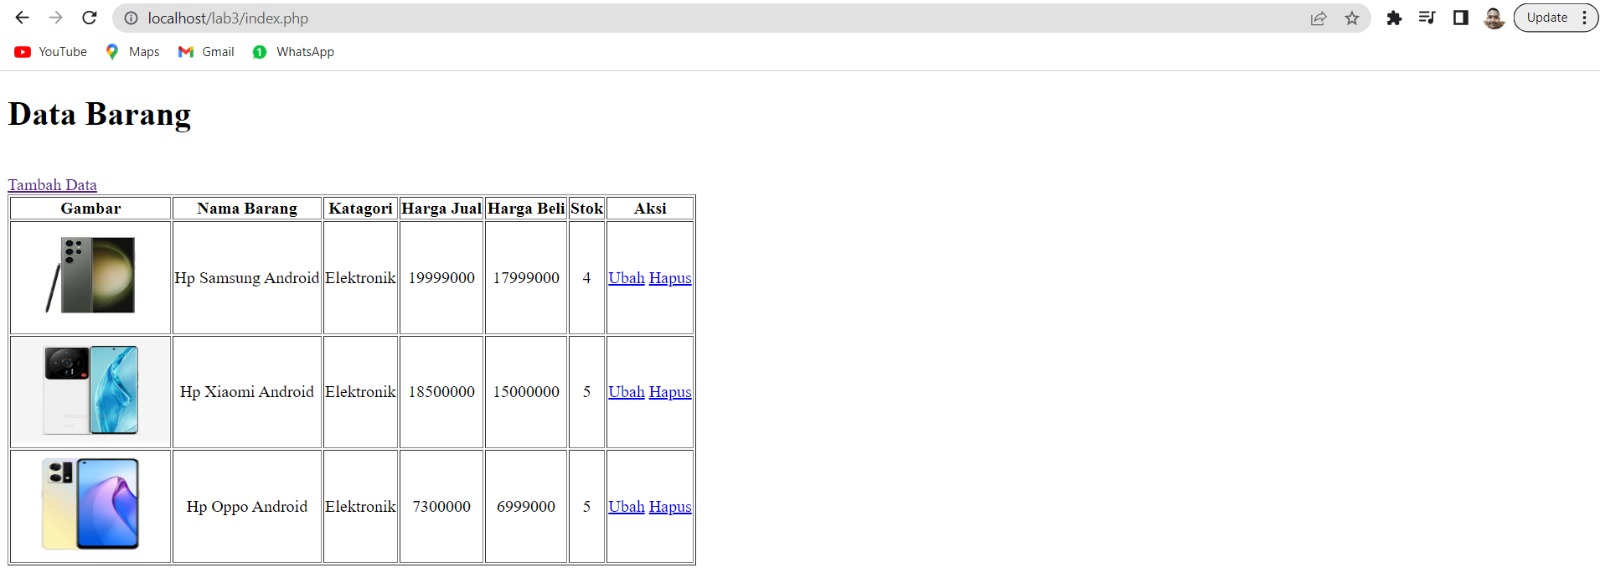 localhost/lab3/index.php
Update
YouTube Maps Gmail 1 WhatsApp
Data Barang
Tambah Data
Gambar Nama Barang Katagori Harga Jual Harga Beli Stok Aksi
Hp Samsung Android Elektronik 19999000 17999000 4 Ubah Hapus
Hp Xiaomi Android Elektronik 18500000 15000000 5 Ubah Hapus
Hp Oppo Android Elektronik 7300000 6999000 5 Ubah Hapus